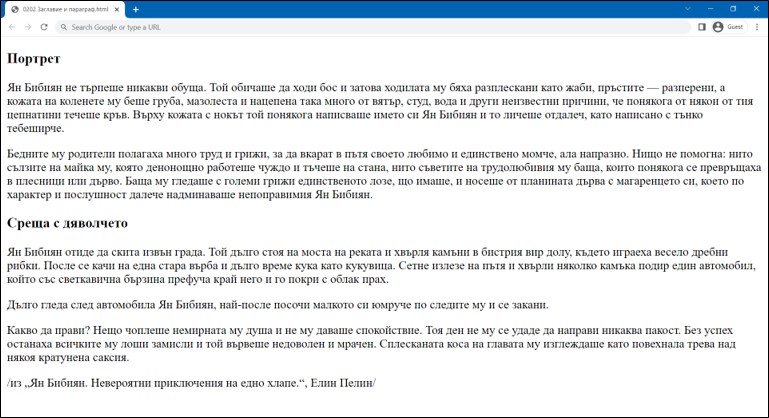 0202 Заглавие и параграф.html
Search Google or type a URL
Guest
Портрет
Ян Бибиян не търпеше никакви обуща. Той обичаше да ходи бос и затова ходилата му бяха разплескани като жаби, пръстите — разперени, а
кожата на коленете му беше груба, мазолеста и нацепена така много от вятър, студ, вода и други неизвестни причини, че понякога от някои от тия
цепнатини течеше кръв. Върху кожата с нокът той понякога написваше името си Ян Бибиян и то личеше отдалеч, като написано с тънко
тебеширче.
Бедните му родители полагаха много труд и грижи, за да вкарат в пътя своето любимо и единствено момче, ала напразно. Нищо не помогна: нито
сълзите на майка му, която денонощно работеше чуждо и тъчеше на стана, нито съветите на трудолюбивия му баща, които понякога се превръщаха
в плесници или дърво. Баща му гледаше с големи грижи единственото лозе, що имаше, и носеше от планината дърва с магаренцето си, което по
характер и послушност далече надминаваше непоправимия Ян Бибиян.
Среща с дяволчето
Ян Бибиян отиде да скита извън града. Той дълго стоя на моста на реката и хвърля камъни в бистрия вир долу, където играеха весело дребни
рибки. После се качи на една стара върба и дълго време кука като кукувица. Сетне излезе на пътя и хвърли няколко камъка подир един автомобил,
който със светкавична бързина префуча край него и го покри с облак прах.
Дълго гледа след автомобила Ян Бибиян, най-после посочи малкото си юмруче по следите му и се закани.
Какво да прави? Нещо чоплеше немирната му душа и не му даваше спокойствие. Тоя ден не му се удаде да направи никаква пакост. Без успех
останаха всичките му лоши замисли и той вървеше недоволен и мрачен. Сплесканата коса на главата му изглеждаше като повехнала трева над
някоя кратунена саксия.
/из „Ян Бибиян. Невероятни приключения на едно хлапе.“, Елин Пелин/